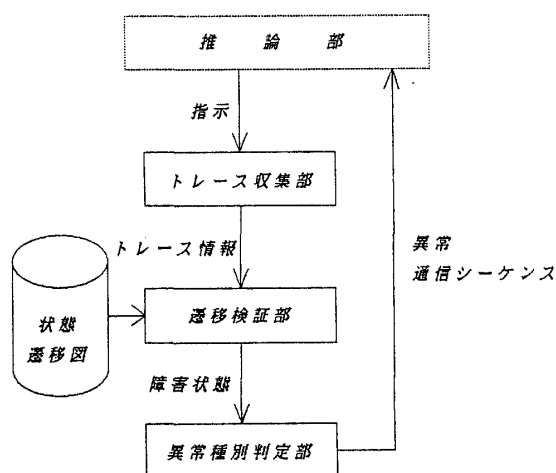 推論部
指示
トレース収集部
トレース情報
異常
通信シーケンス
状態
遷移図
遷移検証部
障害状態
異常種別判定部